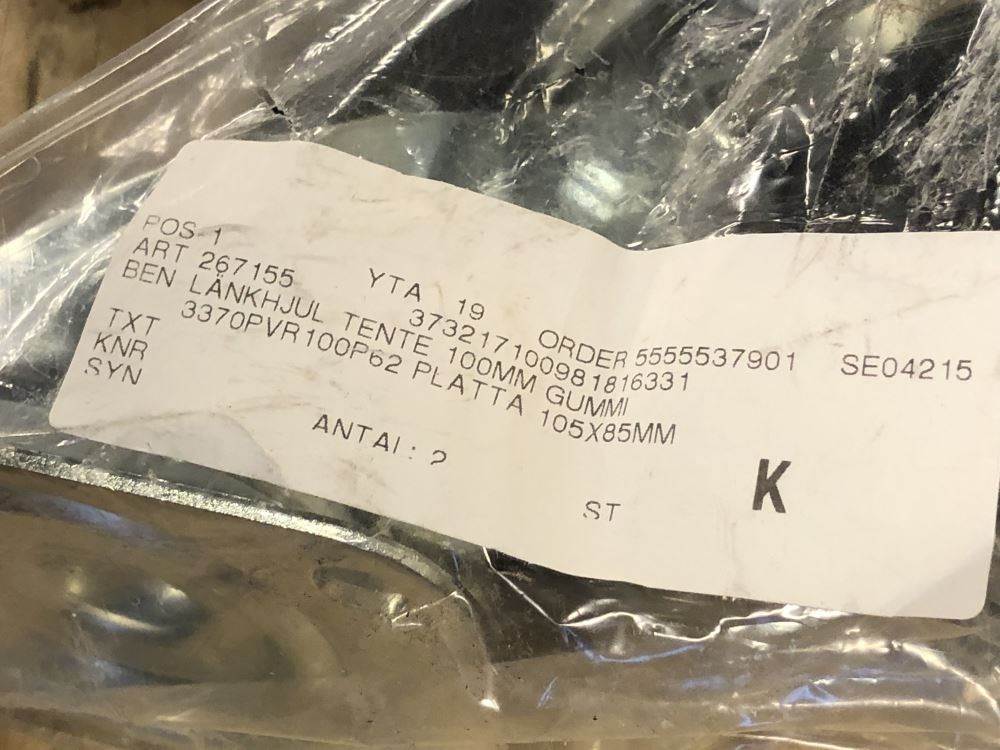 POS 1 YTA 19 ORDER 5555537901 SE04215
ART 267155 373217100981816331
BEN LÄNKHJUL TENTE 100MM GUMMI
TXT 3370PVR100P62 PLATTA 105X85MM
KNR
SYN
ANTAL: 2 ST K